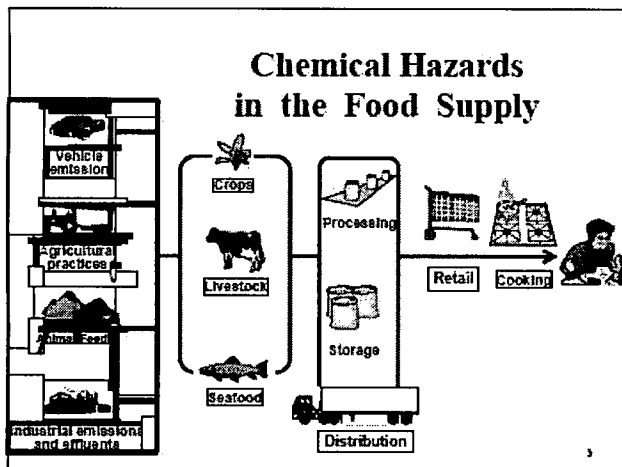 Chemical Hazards
in the Food Supply
Vehicle
emission
Agricultural
practices
Animal Feed
Industrial emissions
and effluents
Crops
Livestock
Seafood
Processing
Storage
Distribution
Retail
Cooking